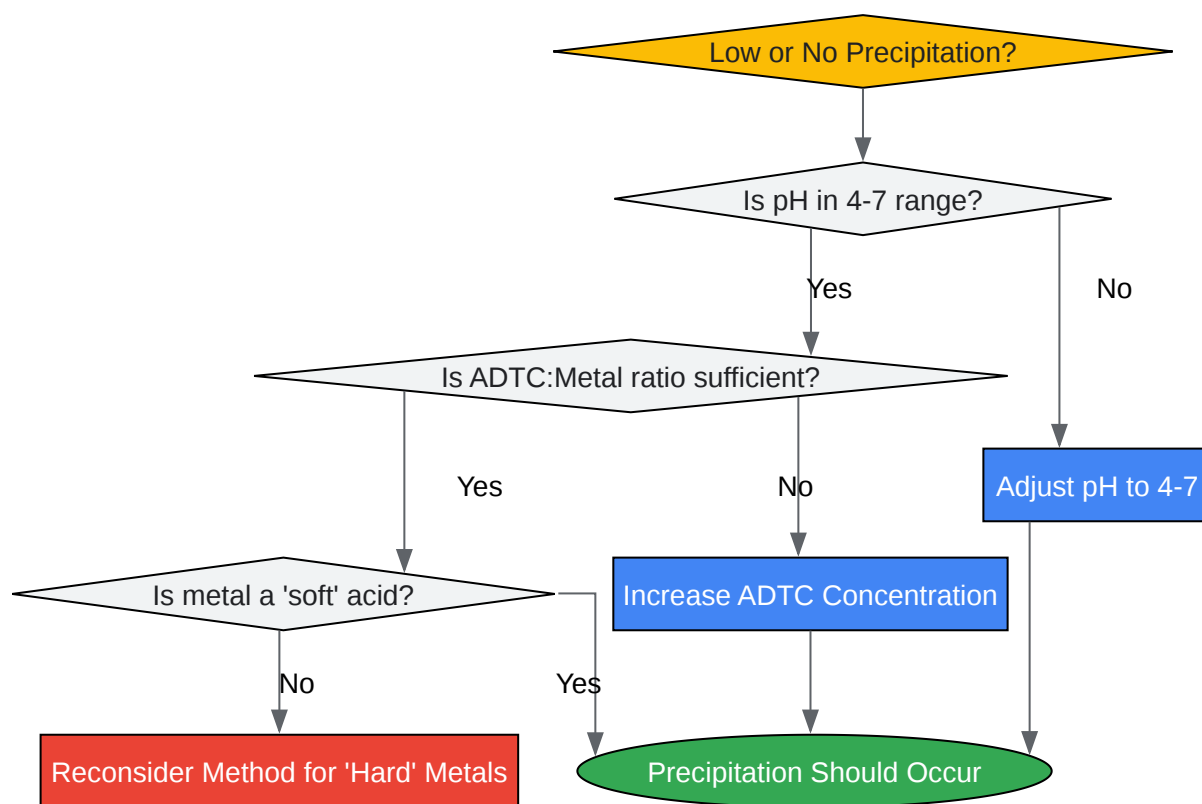 Low or No Precipitation?
Is pH in 4-7 range?
Yes
No
Is ADTC:Metal ratio sufficient?
Yes
No
Adjust pH to 4-7
Is metal a 'soft' acid?
Increase ADTC Concentration
No
Yes
Reconsider Method for 'Hard' Metals
Precipitation Should Occur